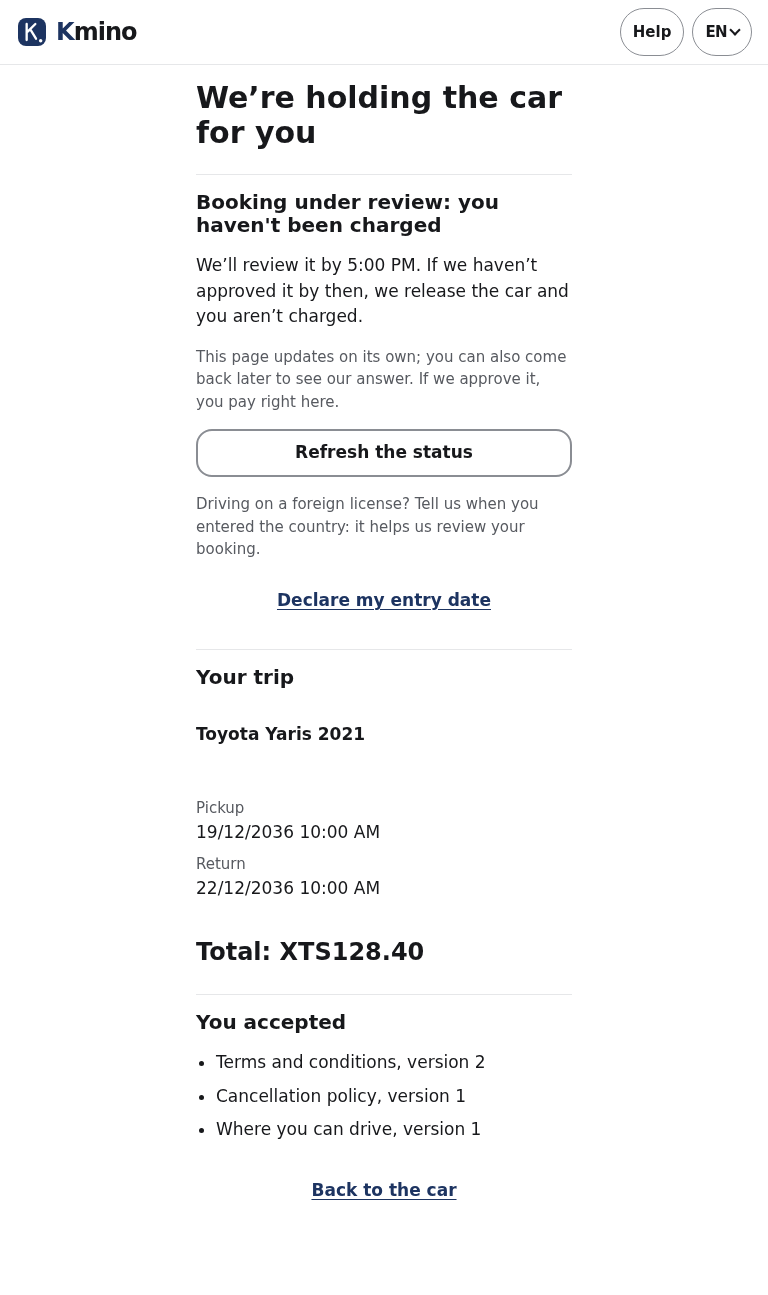 K. Kmino
Help
EN
We’re holding the car
for you
Booking under review: you
haven't been charged
We’ll review it by 5:00 PM. If we haven’t
approved it by then, we release the car and
you aren’t charged.
This page updates on its own; you can also come
back later to see our answer. If we approve it,
you pay right here.
Refresh the status
Driving on a foreign license? Tell us when you
entered the country: it helps us review your
booking.
Declare my entry date
Your trip
Toyota Yaris 2021
Pickup
19/12/2036 10:00 AM
Return
22/12/2036 10:00 AM
Total: XTS128.40
You accepted
• Terms and conditions, version 2
• Cancellation policy, version 1
• Where you can drive, version 1
Back to the car